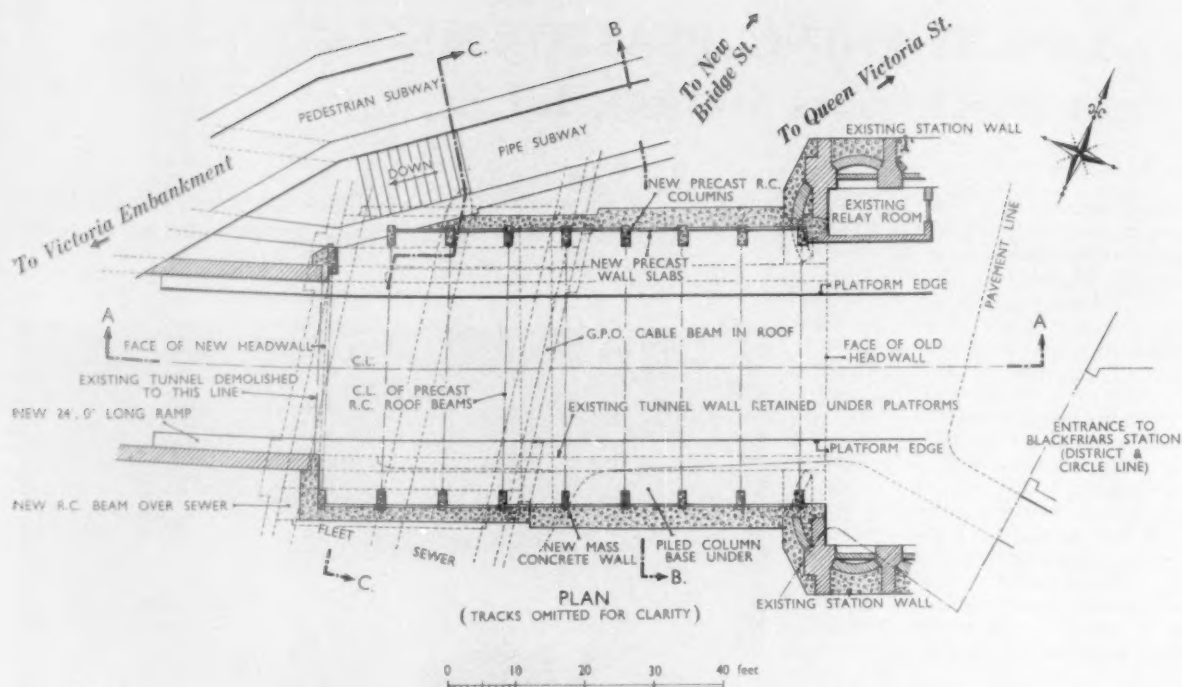 C.
B
To New
Bridge St.
To Queen Victoria St.
PEDESTRIAN SUBWAY
PIPE SUBWAY
DOWN
EXISTING STATION WALL
To Victoria Embankment
NEW PRECAST R.C.
COLUMNS
EXISTING
RELAY ROOM
NEW PRECAST
WALL SLABS
PLATFORM EDGE
PAVEMENT LINE
A
FACE OF NEW HEADWALL
G.P.O. CABLE BEAM IN ROOF
FACE OF OLD
HEADWALL
A
C.L.
EXISTING TUNNEL DEMOLISHED
TO THIS LINE
C.L. OF PRECAST
R.C. ROOF BEAMS
NEW 24'.0" LONG RAMP
EXISTING TUNNEL WALL RETAINED UNDER PLATFORMS
ENTRANCE TO
BLACKFRIARS STATION
(DISTRICT &
CIRCLE LINE)
PLATFORM EDGE
NEW R.C. BEAM OVER SEWER
FLEET SEWER
NEW MASS
CONCRETE WALL
PILED COLUMN
BASE UNDER
C.
B.
EXISTING STATION WALL
PLAN
(TRACKS OMITTED FOR CLARITY)
0 10 20 30 40 feet